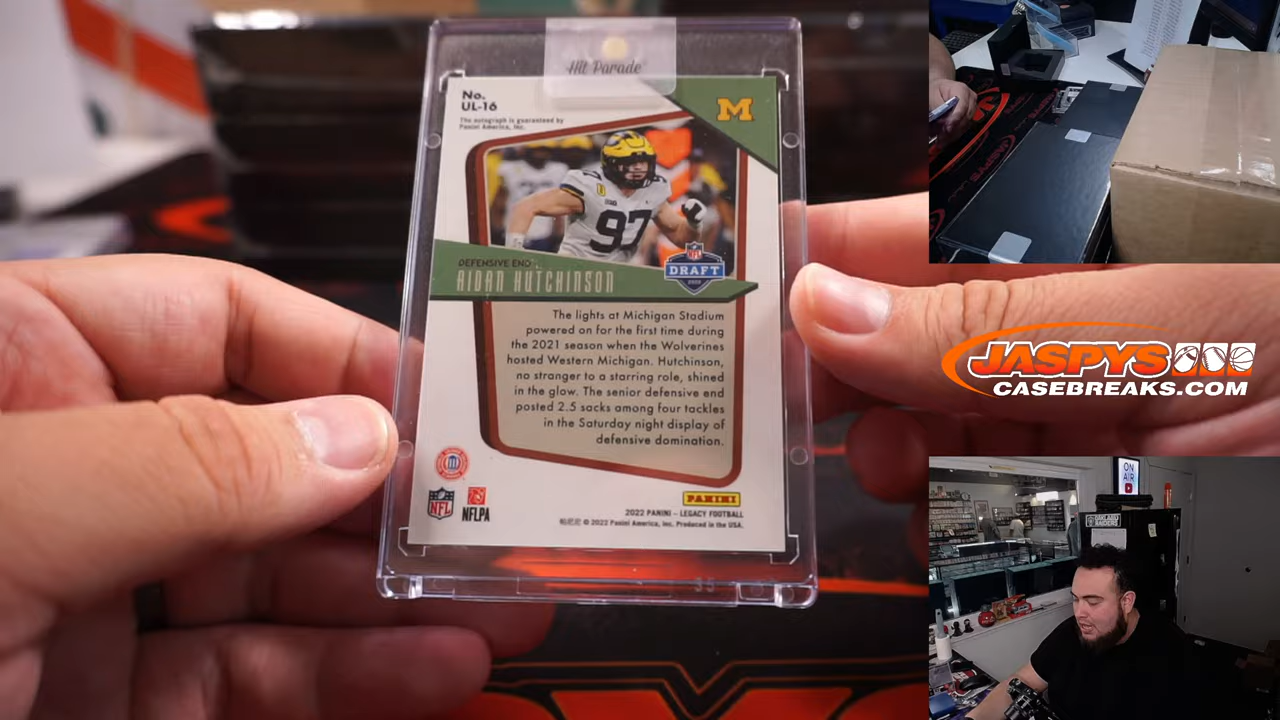 Hit Parade
No.
UL-16
The autograph is guaranteed by
Panini America, Inc.
M
97
DEFENSIVE END
AIDAN HUTCHINSON
NFL
DRAFT
2022
The lights at Michigan Stadium
powered on for the first time during
the 2021 season when the Wolverines
hosted Western Michigan. Hutchinson,
no stranger to a starring role, shined
in the glow. The senior defensive end
posted 2.5 sacks among four tackles
in the Saturday night display of
defensive domination.
NFL
NFLPA
PANINI
2022 PANINI – LEGACY FOOTBALL
© 2022 Panini America, Inc. Produced in the USA.
JASPYS
CASEBREAKS.COM
ON
AIR